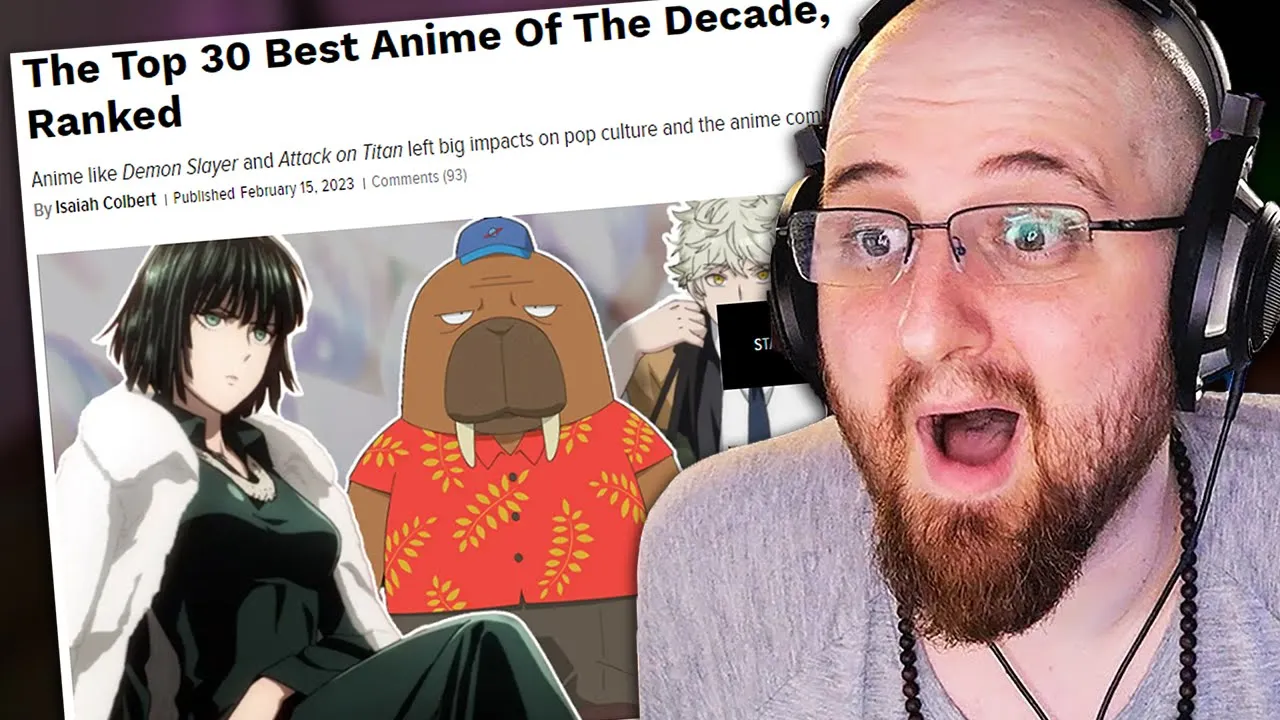 The Top 30 Best Anime Of The Decade,
Ranked
Anime like Demon Slayer and Attack on Titan left big impacts on pop culture and the anime
By Isaiah Colbert | Published February 15, 2023 | Comments (93)